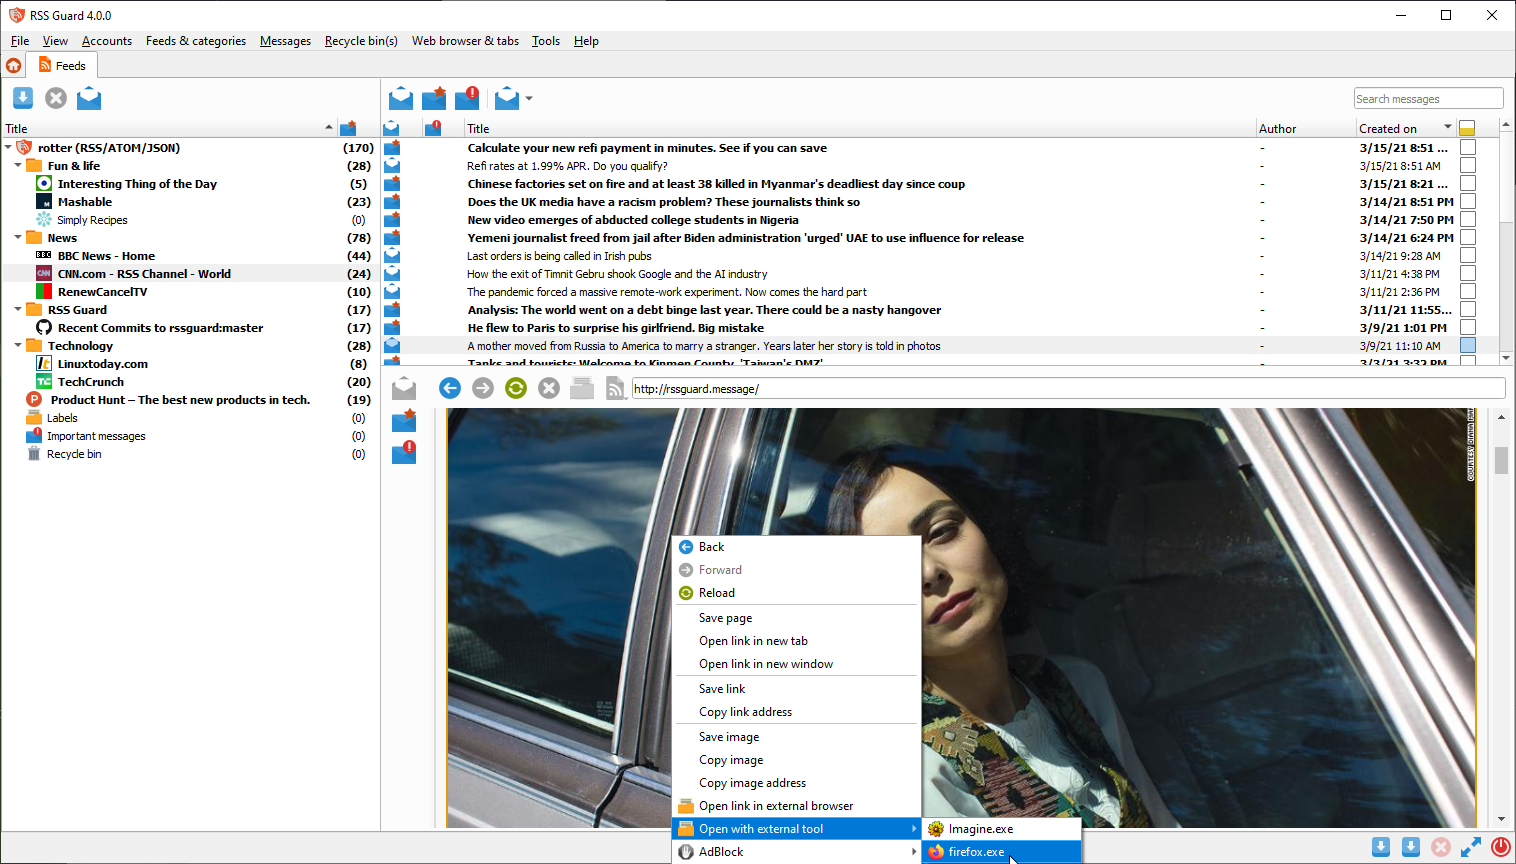 RSS Guard 4.0.0
File View Accounts Feeds & categories Messages Recycle bin(s) Web browser & tabs Tools Help
Feeds
Search messages
Title
Title Author Created on
rotter (RSS/ATOM/JSON) (170)
Fun & life (28)
Interesting Thing of the Day (5)
Mashable (23)
Simply Recipes (0)
News (78)
BBC News - Home (44)
CNN.com - RSS Channel - World (24)
RenewCancelTV (10)
RSS Guard (17)
Recent Commits to rssguard:master (17)
Technology (28)
Linuxtoday.com (8)
TechCrunch (20)
Product Hunt – The best new products in tech. (19)
Labels (0)
Important messages (0)
Recycle bin (0)
Calculate your new refi payment in minutes. See if you can save - 3/15/21 8:51 ...
Refi rates at 1.99% APR. Do you qualify? - 3/15/21 8:51 AM
Chinese factories set on fire and at least 38 killed in Myanmar's deadliest day since coup - 3/15/21 8:21 ...
Does the UK media have a racism problem? These journalists think so - 3/14/21 8:51 PM
New video emerges of abducted college students in Nigeria - 3/14/21 7:50 PM
Yemeni journalist freed from jail after Biden administration 'urged' UAE to use influence for release - 3/14/21 6:24 PM
Last orders is being called in Irish pubs - 3/14/21 9:28 AM
How the exit of Timnit Gebru shook Google and the AI industry - 3/11/21 4:38 PM
The pandemic forced a massive remote-work experiment. Now comes the hard part - 3/11/21 2:36 PM
Analysis: The world went on a debt binge last year. There could be a nasty hangover - 3/11/21 11:55...
He flew to Paris to surprise his girlfriend. Big mistake - 3/9/21 1:01 PM
A mother moved from Russia to America to marry a stranger. Years later her story is told in photos - 3/9/21 11:10 AM
Tanks and tourists: Welcome to Kinmen County, 'Taiwan's DMZ' - 3/3/21 3:32 PM
http://rssguard.message/
COURTESY DIANA
Back
Forward
Reload
Save page
Open link in new tab
Open link in new window
Save link
Copy link address
Save image
Copy image
Copy image address
Open link in external browser
Open with external tool
AdBlock
Imagine.exe
firefox.exe